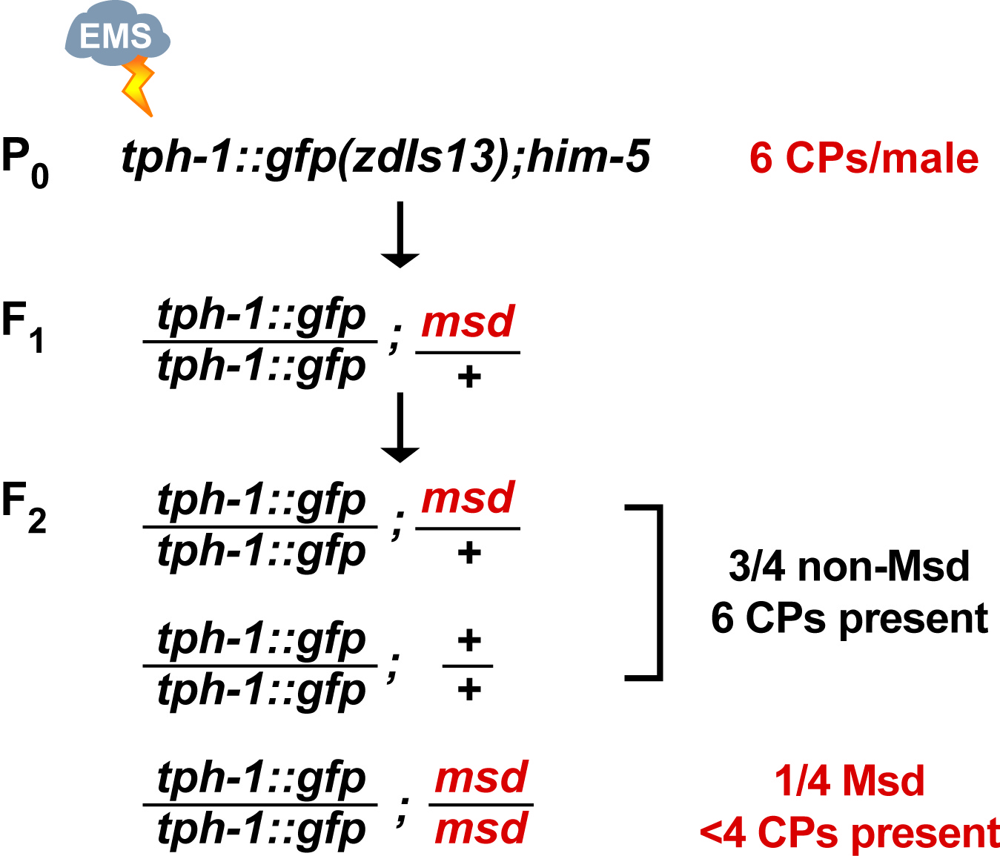 EMS
P0 tph-1::gfp(zdIs13);him-5 6 CPs/male
F1 tph-1::gfp ; msd
tph-1::gfp +
F2 tph-1::gfp ; msd
tph-1::gfp +
3/4 non-Msd
6 CPs present
tph-1::gfp ; +
tph-1::gfp +
tph-1::gfp ; msd
tph-1::gfp msd
1/4 Msd
<4 CPs present